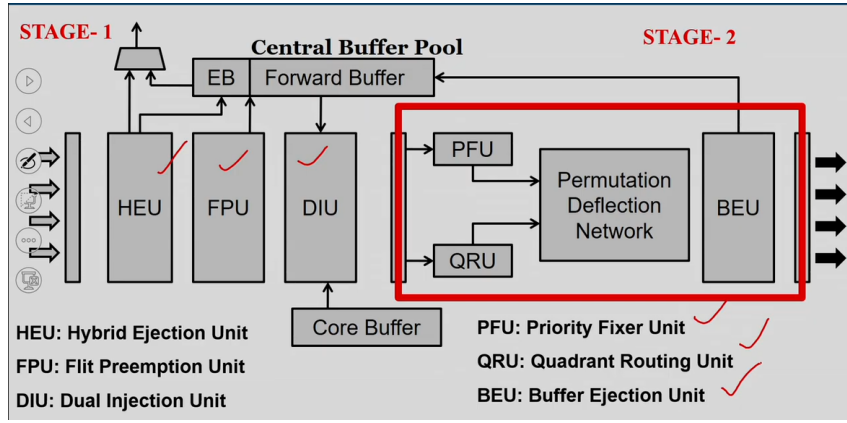 STAGE- 1
Central Buffer Pool
STAGE- 2
EB
Forward Buffer
HEU
FPU
DIU
PFU
QRU
Permutation
Deflection
Network
BEU
Core Buffer
HEU: Hybrid Ejection Unit
FPU: Flit Preemption Unit
DIU: Dual Injection Unit
PFU: Priority Fixer Unit
QRU: Quadrant Routing Unit
BEU: Buffer Ejection Unit